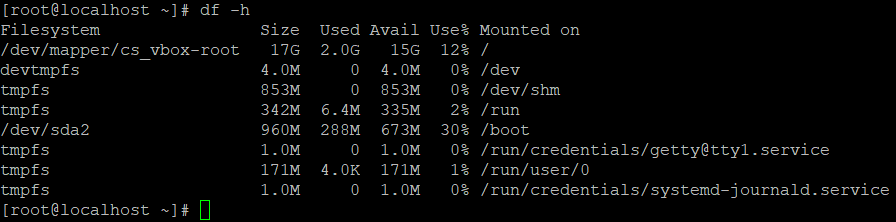 [root@localhost ~]# df -h
Filesystem                Size  Used Avail Use% Mounted on
/dev/mapper/cs_vbox-root   17G  2.0G   15G  12% /
devtmpfs                  4.0M     0  4.0M   0% /dev
tmpfs                     853M     0  853M   0% /dev/shm
tmpfs                     342M  6.4M  335M   2% /run
/dev/sda2                 960M  288M  673M  30% /boot
tmpfs                     1.0M     0  1.0M   0% /run/credentials/getty@tty1.service
tmpfs                     171M  4.0K  171M   1% /run/user/0
tmpfs                     1.0M     0  1.0M   0% /run/credentials/systemd-journald.service
[root@localhost ~]#